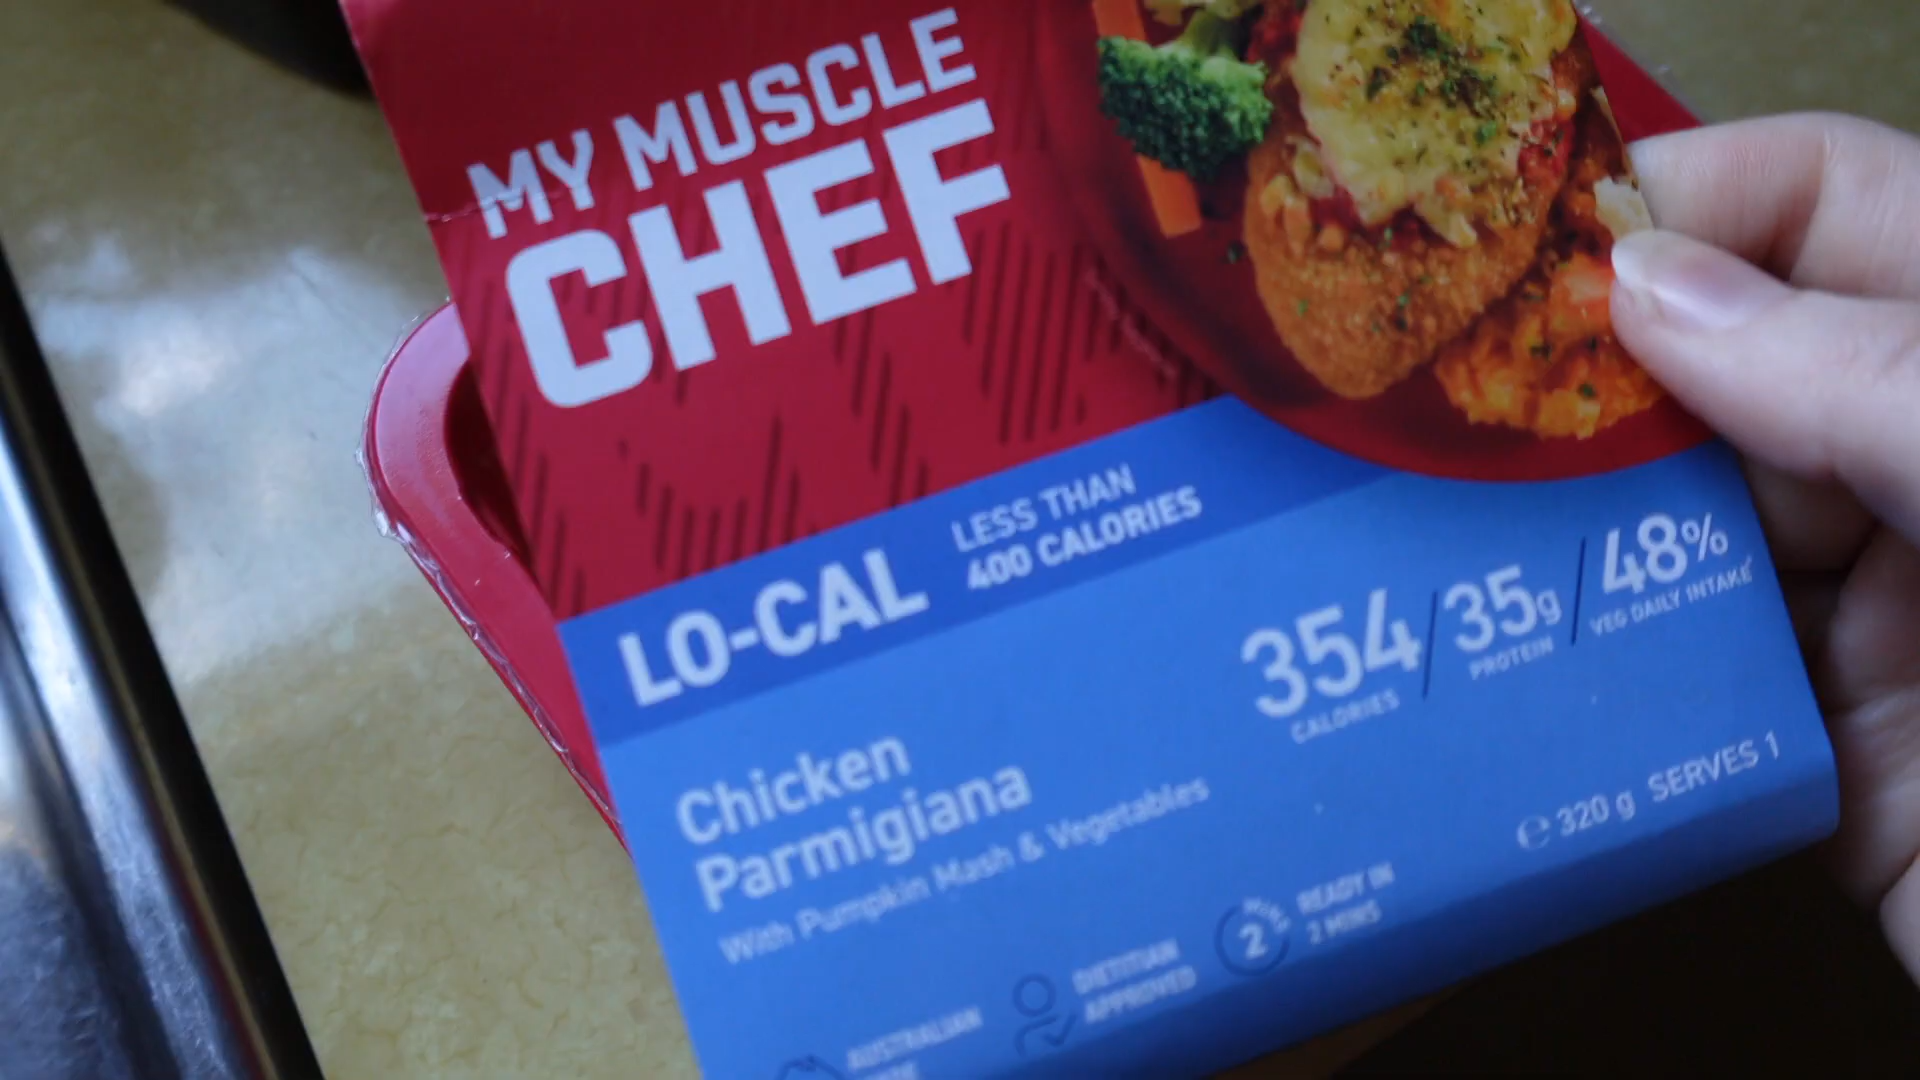 MY MUSCLE
CHEF
LO-CAL
LESS THAN
400 CALORIES
354
CALORIES
35g
PROTEIN
48%
VEG DAILY INTAKE
Chicken
Parmigiana
With Pumpkin Mash & Vegetables
℮ 320 g SERVES 1
AUSTRALIAN
DIETITIAN
APPROVED
2
READY IN
2 MINS